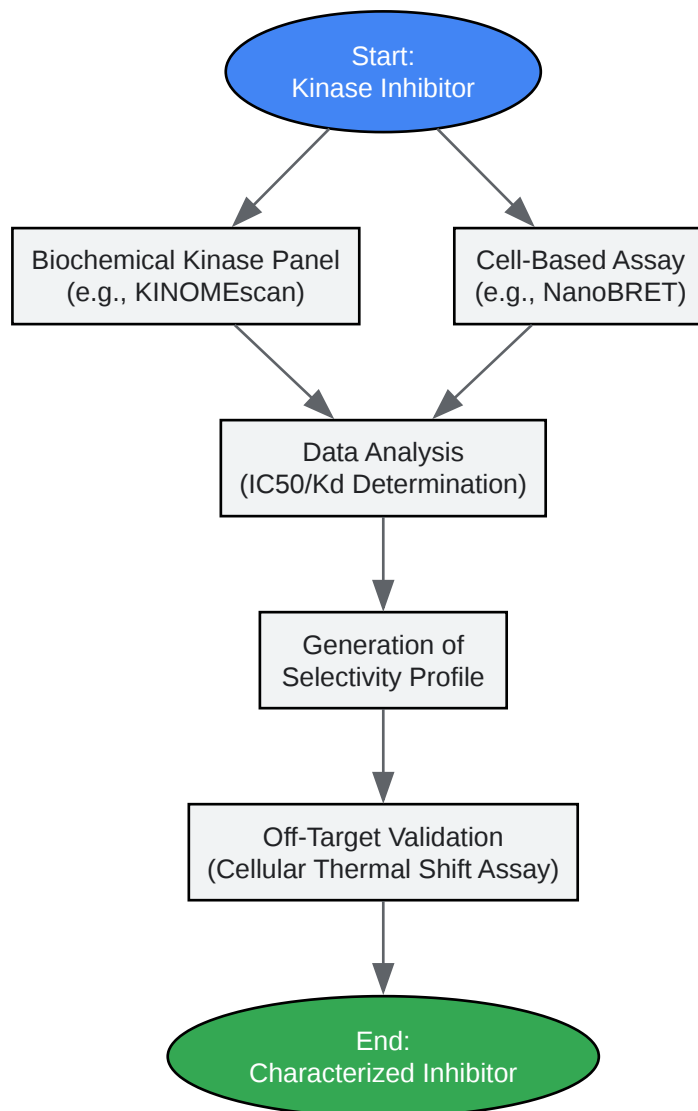 Start:
Kinase Inhibitor
Biochemical Kinase Panel
(e.g., KINOMEscan)
Cell-Based Assay
(e.g., NanoBRET)
Data Analysis
(IC50/Kd Determination)
Generation of
Selectivity Profile
Off-Target Validation
(Cellular Thermal Shift Assay)
End:
Characterized Inhibitor